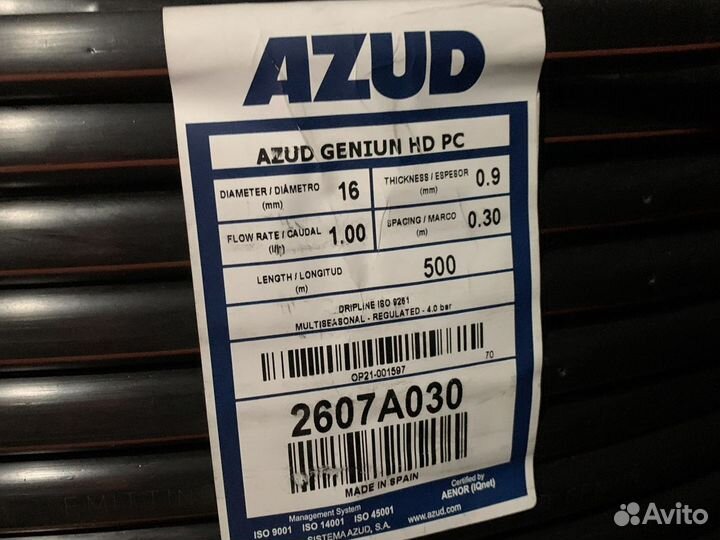 AZUD
AZUD GENIUN HD PC
DIAMETER / DIÁMETRO (mm) 16
THICKNESS / ESPESOR (mm) 0.9
FLOW RATE / CAUDAL (l/h) 1.00
SPACING / MARCO (m) 0.30
LENGTH / LONGITUD (m) 500
DRIPLINE ISO 9261
MULTISEASONAL - REGULATED - 4.0 bar
70
OP21-001597
2607A030
MADE IN SPAIN
Management System
ISO 9001 ISO 14001 ISO 45001
SISTEMA AZUD, S.A.
Certified by
AENOR (IQnet)
www.azud.com
Avito